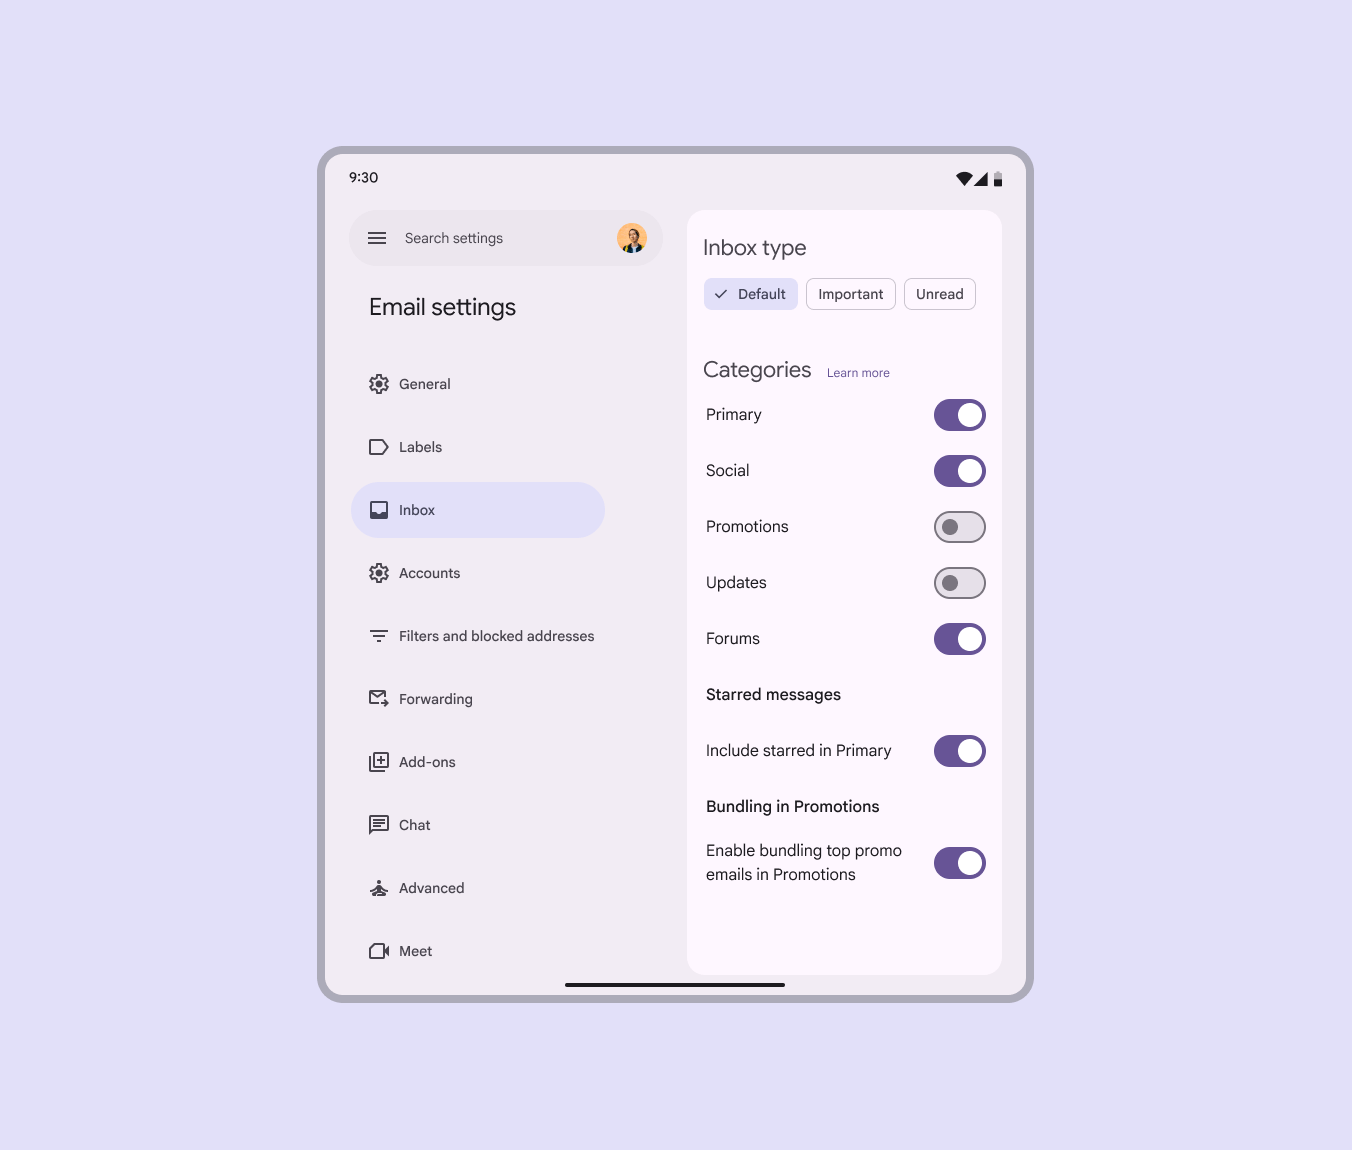 9:30
Search settings
Email settings
General
Labels
Inbox
Accounts
Filters and blocked addresses
Forwarding
Add-ons
Chat
Advanced
Meet
Inbox type
Default Important Unread
Categories Learn more
Primary
Social
Promotions
Updates
Forums
Starred messages
Include starred in Primary
Bundling in Promotions
Enable bundling top promo
emails in Promotions